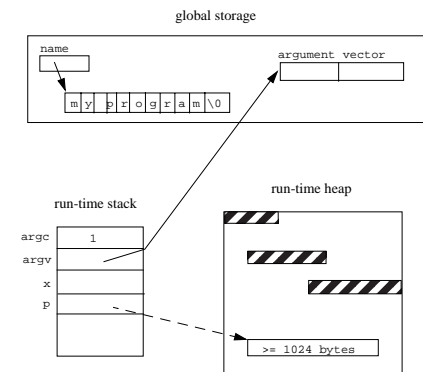 global storage
name
argument vector
m y p r o g r a m \0
run-time heap
run-time stack
argc 1
argv
x
p
>= 1024 bytes